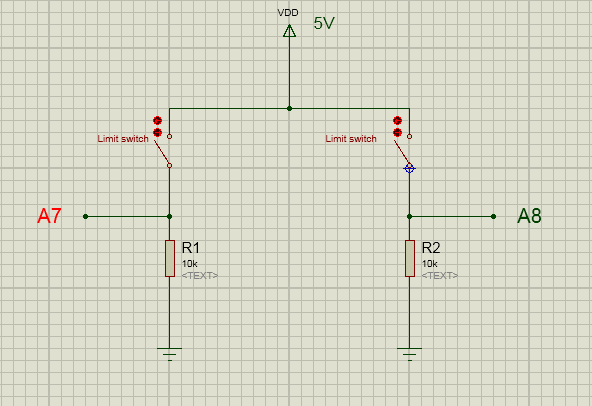 VDD
5V
Limit switch
Limit switch
A7
A8
R1
10k
<TEXT>
R2
10k
<TEXT>